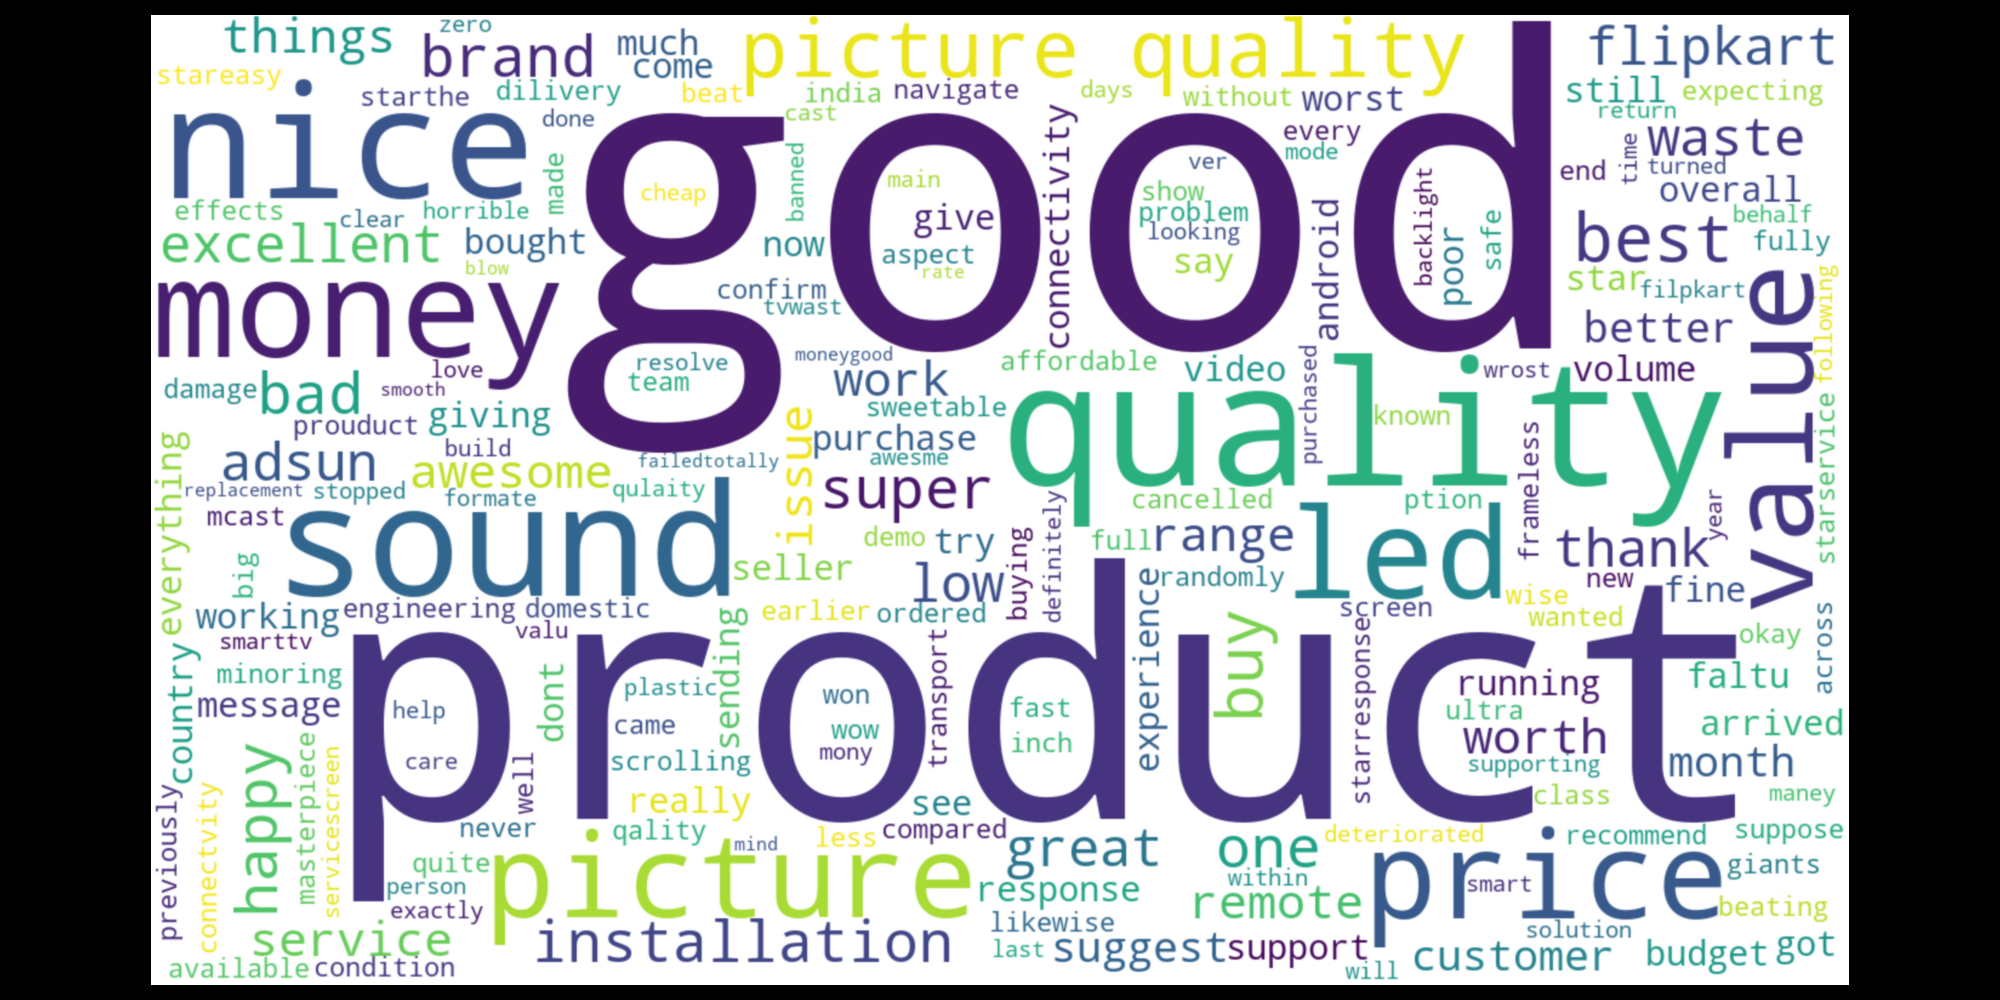 things
zero
brand
much
come
picture quality
flipkart
stareasy
starthe
dilivery
beat
india
navigate
days
without
worst
still
expecting
return
nice
done
good
cast
connectivity
every
mode
time
waste
made
banned
cheap
main
ver
backlight
end
turned
overall
effects
clear
horrible
give
show
problem
looking
android
poor
safe
best
behalf
fully
excellent
bought
now
aspect
rate
say
blow
star
filpkart
value
following
money
confirm
tvwast
better
love
resolve
team
moneygood
affordable
video
purchased
wrost
volume
damage
bad
smooth
work
quality
known
prouduct
giving
issue
sweetable
purchase
awesme
build
everything
adsun
awesome
failedtotally
super
frameless
starservice
replacement
stopped
formate
qulaity
cancelled
ption
year
mcast
sound
demo
try
buying
definitely
full
range
led
thank
big
seller
low
randomly
new
fine
working
engineering
domestic
earlier
ordered
experience
screen
wise
wanted
smarttv
valu
sending
transport
buy
starresponse
okay
across
country
minoring
product
dont
plastic
won
running
faltu
message
help
came
wow
mony
fast
inch
ultra
worth
arrived
happy
masterpiece
servicescreen
care
well
scrolling
supporting
month
previously
connectvity
really
see
class
maney
never
qality
mind
less
compared
great
one
deteriorated
recommend
suppose
quite
person
picture
response
within
remote
price
smart
giants
exactly
likewise
beating
service
installation
last
suggest
support
solution
customer
budget
got
available
condition
will